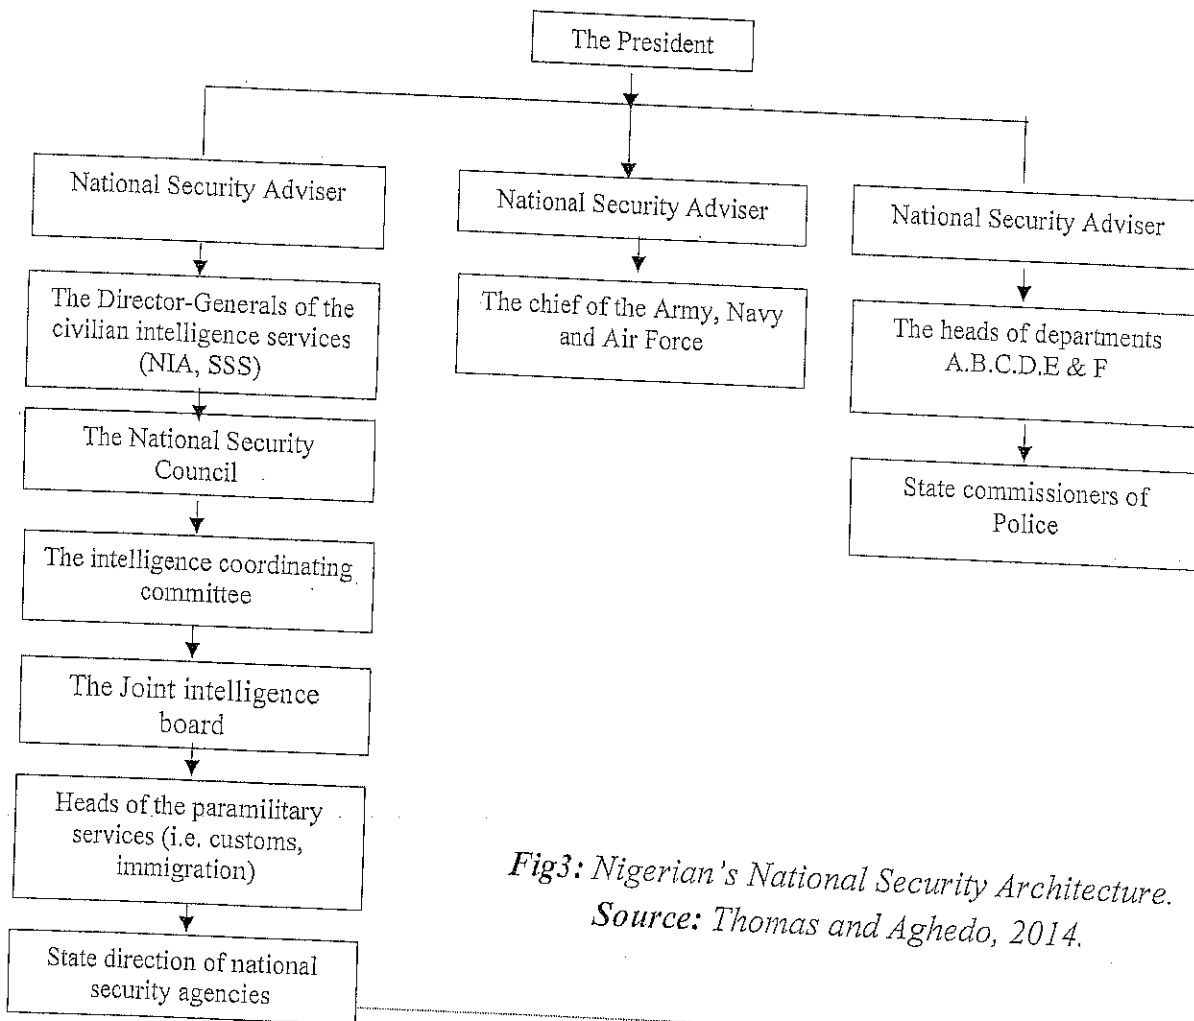 The President
National Security Adviser
The Director-Generals of the
civilian intelligence services
(NIA, SSS)
The National Security
Council
The intelligence coordinating
committee
The Joint intelligence
board
Heads of the paramilitary
services (i.e. customs,
immigration)
State direction of national
security agencies
National Security Adviser
The chief of the Army, Navy
and Air Force
National Security Adviser
The heads of departments
A.B.C.D.E & F
State commissioners of
Police
Fig3: Nigerian's National Security Architecture.
Source: Thomas and Aghedo, 2014.